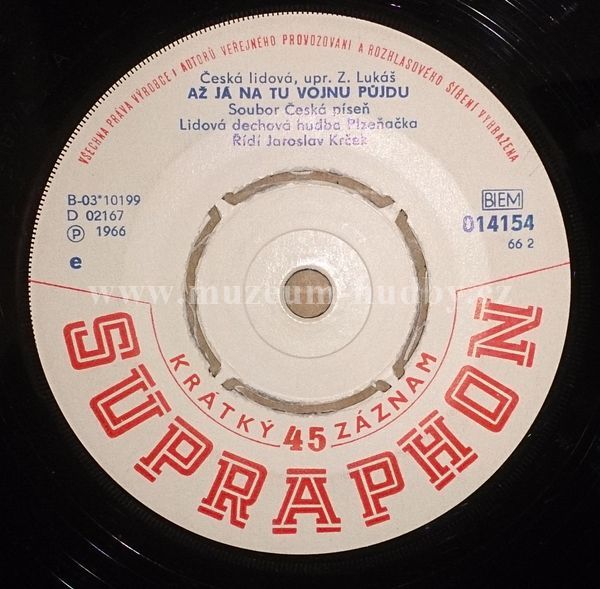 VŠECHNA PRÁVA VÝROBCE I AUTORŮ VEŘEJNÉHO PROVOZOVÁNÍ A ROZHLASOVÉHO ŠÍŘENÍ VYHRAŽENA
Česká lidová, upr. Z. Lukáš
AŽ JÁ NA TU VOJNU PŮJDU
Soubor Česká píseň
Lidová dechová hudba Plzeňačka
Řídí Jaroslav Krček
B-03*10199
D 02167
Ⓟ 1966
e
BIEM
014154
66 2
www.muzeum-hudby.cz
KRÁTKÝ 45 ZÁZNAM
SUPRAPHON